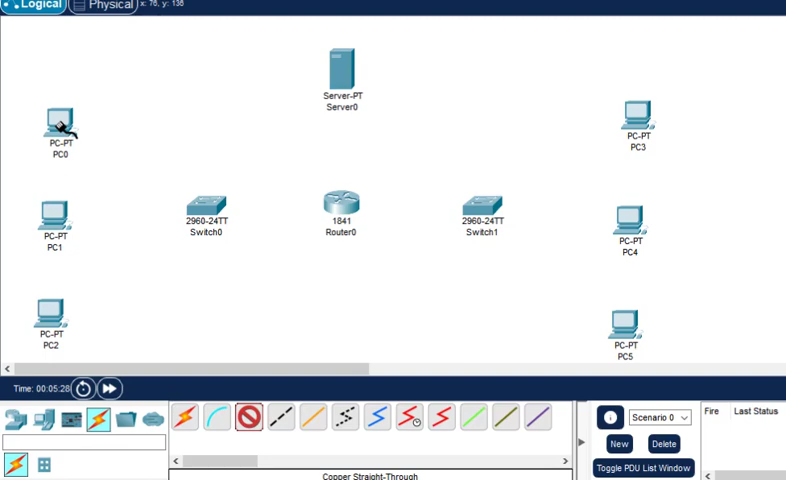 Logical
Physical
x: 76, y: 136
Server-PT
Server0
PC-PT
PC0
PC-PT
PC3
2960-24TT
Switch0
1841
Router0
2960-24TT
Switch1
PC-PT
PC1
PC-PT
PC4
PC-PT
PC2
PC-PT
PC5
Time: 00:05:28
Scenario 0
Fire Last Status
New
Delete
Toggle PDU List Window
Copper Straight-Through